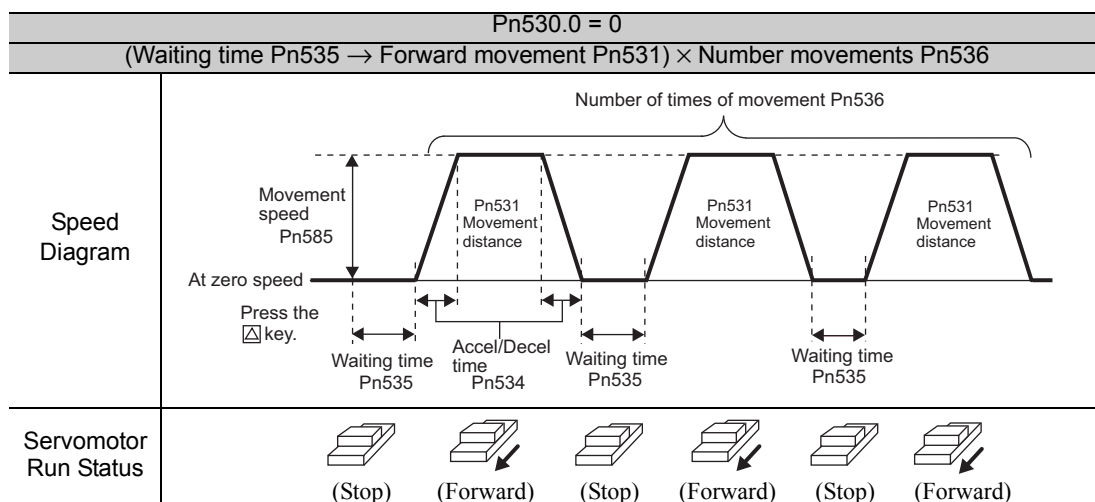 Pn530.0 = 0
(Waiting time Pn535 → Forward movement Pn531) × Number movements Pn536
Speed
Diagram
Number of times of movement Pn536
Movement
speed
Pn585
Pn531
Movement
distance
Pn531
Movement
distance
Pn531
Movement
distance
At zero speed
Press the
△ key.
Waiting time
Pn535
Accel/Decel
time
Pn534
Waiting time
Pn535
Waiting time
Pn535
Servomotor
Run Status
(Stop) (Forward) (Stop) (Forward) (Stop) (Forward)